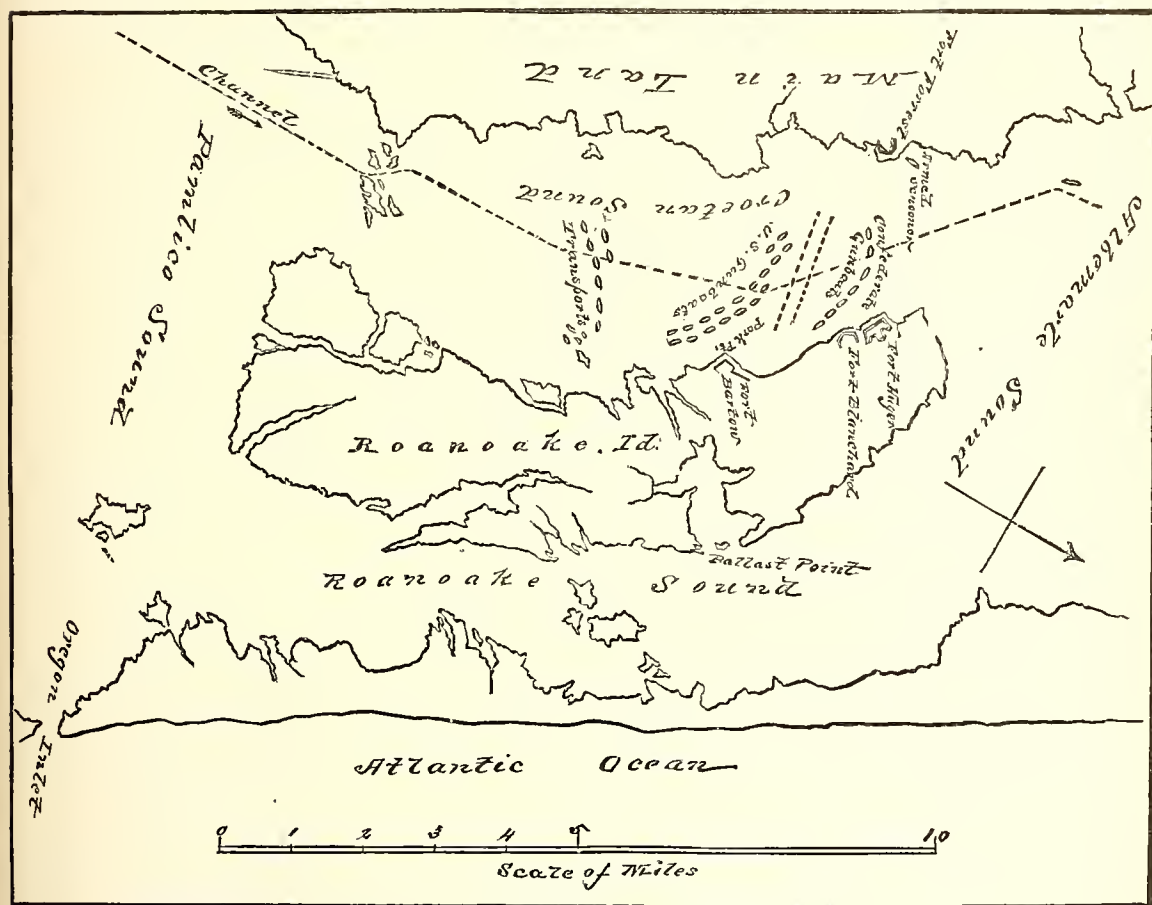 Main Land
Channel
Fort Forrest
Pamlico Sound
Croetan Sound
U.S. Transports
U.S. Gunboats
Confederate Gunboats
Albemarle Sound
Park Pt.
Fort Bartow
Fort Blanchard
Fort Huger
Roanoake. Id.
Ballast Point
Roanoake Sound
Oregon Inlet
Atlantic Ocean
0 1 2 3 4 5 10
Scale of Miles